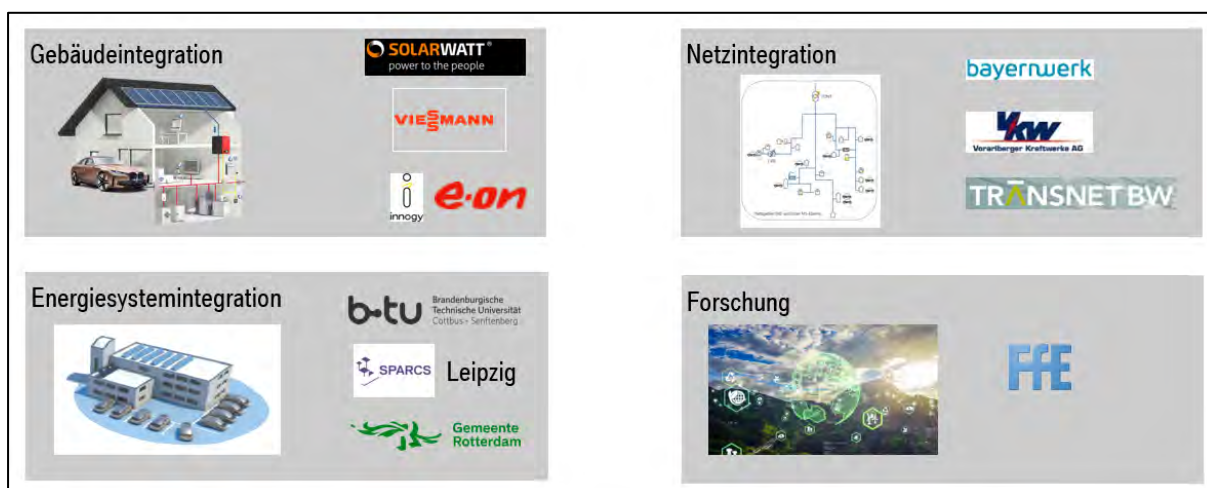 Gebäudeintegration
SOLARWATT®
power to the people
VIESSMANN
innogy
e·on
Netzintegration
bayernwerk
vkw
Vorarlberger Kraftwerke AG
TRANSNET BW
Energiesystemintegration
b-tu
Brandenburgische
Technische Universität
Cottbus - Senftenberg
SPARCS
Leipzig
Gemeente
Rotterdam
Forschung
FfE